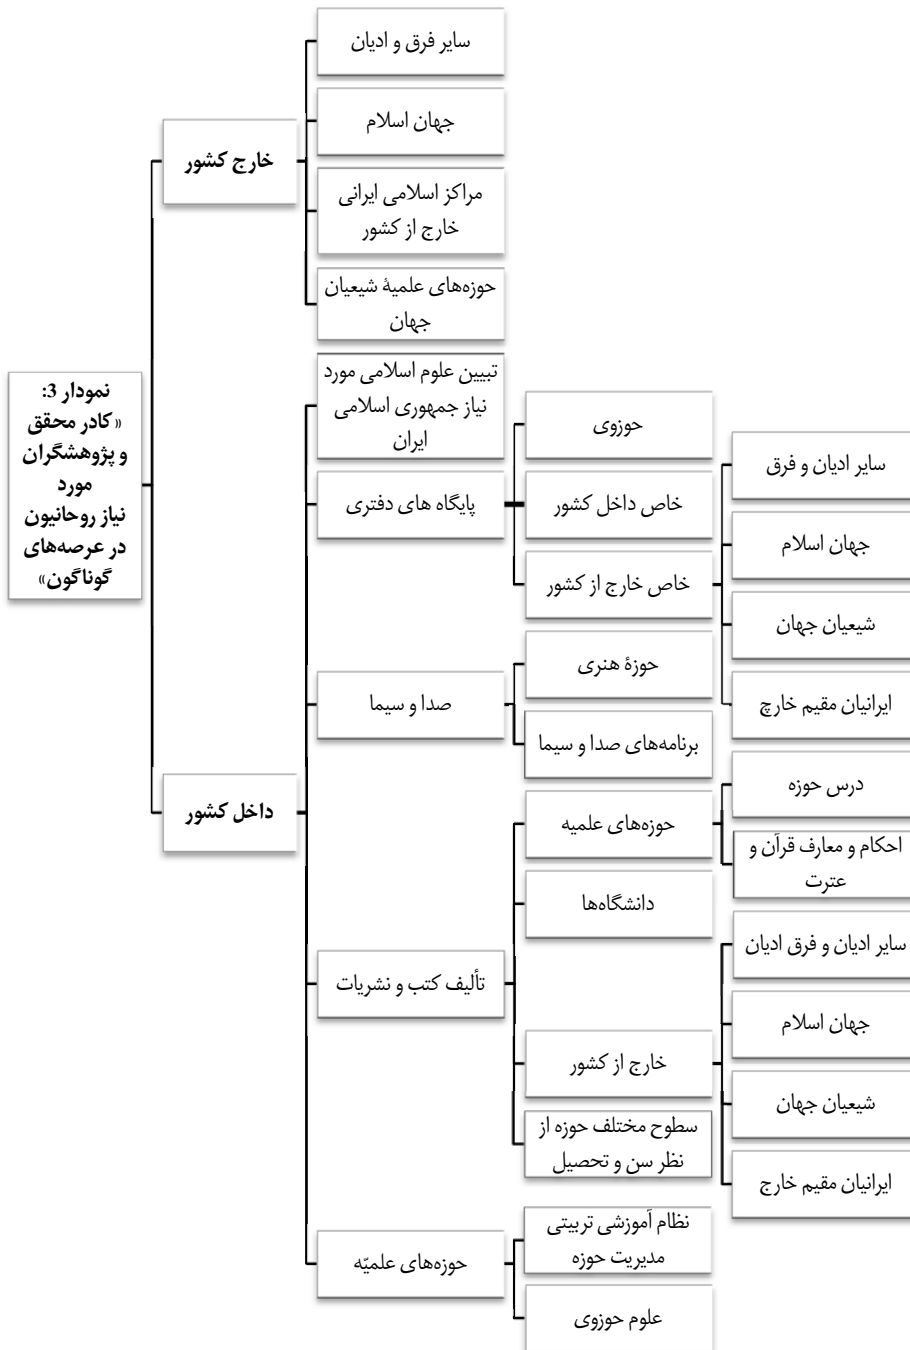 نمودار 3:
«کادر محقق
و پژوهشگران
مورد
نیاز روحانیون
در عرصه‌های
گوناگون»
خارج کشور
سایر فرق و ادیان
جهان اسلام
مراکز اسلامی ایرانی
خارج از کشور
حوزه‌های علمیهٔ شیعیان
جهان
داخل کشور
تبیین علوم اسلامی مورد
نیاز جمهوری اسلامی
ایران
پایگاه های دفتری
حوزوی
خاص داخل کشور
خاص خارج از کشور
سایر ادیان و فرق
جهان اسلام
شیعیان جهان
ایرانیان مقیم خارچ
صدا و سیما
حوزهٔ هنری
برنامه‌های صدا و سیما
تألیف کتب و نشریات
حوزه‌های علمیه
درس حوزه
احکام و معارف قرآن و
عترت
دانشگاه‌ها
خارج از کشور
سایر ادیان و فرق ادیان
جهان اسلام
شیعیان جهان
ایرانیان مقیم خارج
سطوح مختلف حوزه از
نظر سن و تحصیل
حوزه‌های علمیّه
نظام آموزشی تربیتی
مدیریت حوزه
علوم حوزوی